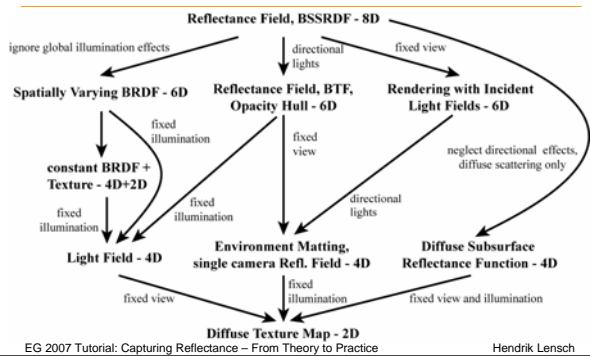 Reflectance Field, BSSRDF - 8D
ignore global illumination effects
directional
lights
fixed view
Spatially Varying BRDF - 6D
Reflectance Field, BTF,
Opacity Hull - 6D
Rendering with Incident
Light Fields - 6D
fixed
illumination
fixed
view
neglect directional effects,
diffuse scattering only
constant BRDF +
Texture - 4D+2D
fixed
illumination
fixed
illumination
directional
lights
Light Field - 4D
Environment Matting,
single camera Refl. Field - 4D
Diffuse Subsurface
Reflectance Function - 4D
fixed view
fixed
illumination
fixed view and illumination
Diffuse Texture Map - 2D
EG 2007 Tutorial: Capturing Reflectance – From Theory to Practice
Hendrik Lensch